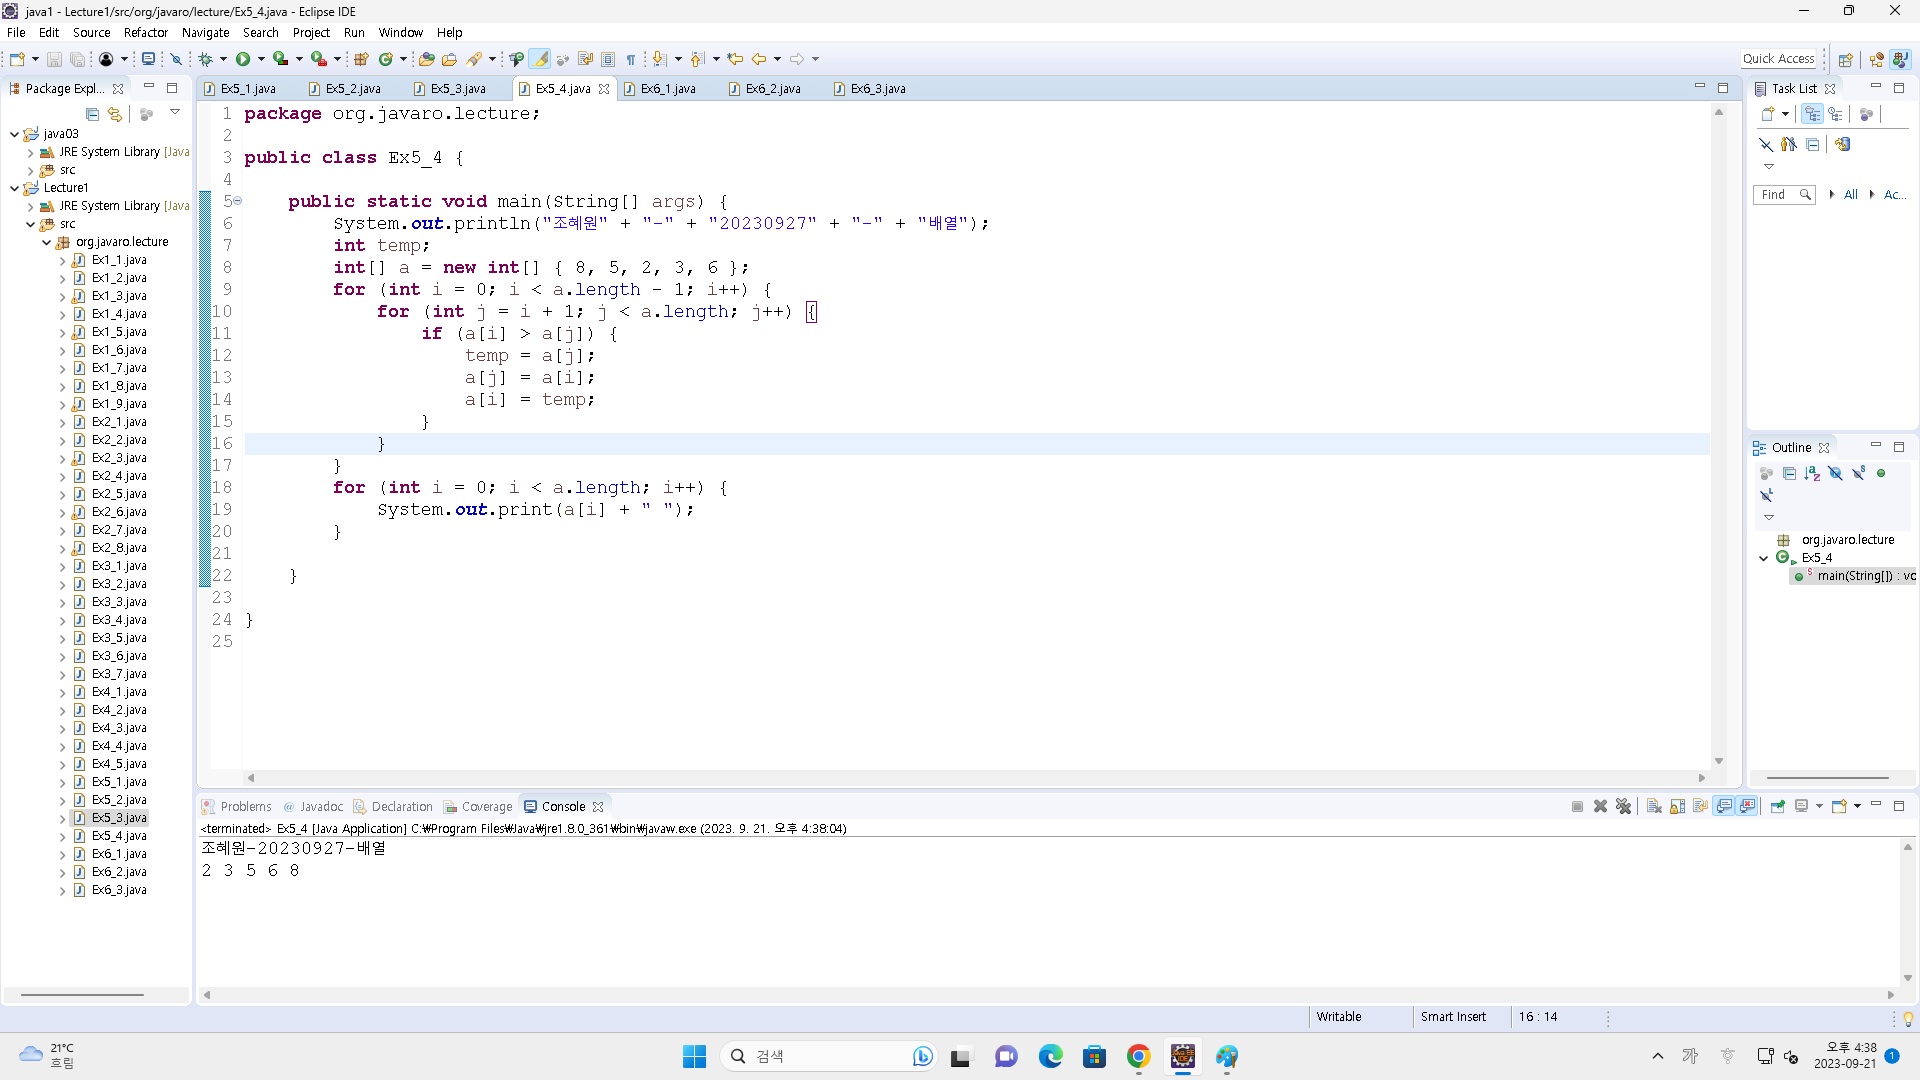 java1 - Lecture1/src/org/javaro/lecture/Ex5_4.java - Eclipse IDE
File Edit Source Refactor Navigate Search Project Run Window Help
Quick Access
Package Expl...
java03
JRE System Library [Java
src
Lecture1
JRE System Library [Java
src
org.javaro.lecture
Ex1_1.java
Ex1_2.java
Ex1_3.java
Ex1_4.java
Ex1_5.java
Ex1_6.java
Ex1_7.java
Ex1_8.java
Ex1_9.java
Ex2_1.java
Ex2_2.java
Ex2_3.java
Ex2_4.java
Ex2_5.java
Ex2_6.java
Ex2_7.java
Ex2_8.java
Ex3_1.java
Ex3_2.java
Ex3_3.java
Ex3_4.java
Ex3_5.java
Ex3_6.java
Ex3_7.java
Ex4_1.java
Ex4_2.java
Ex4_3.java
Ex4_4.java
Ex4_5.java
Ex5_1.java
Ex5_2.java
Ex5_3.java
Ex5_4.java
Ex6_1.java
Ex6_2.java
Ex6_3.java
Ex5_1.java Ex5_2.java Ex5_3.java Ex5_4.java Ex6_1.java Ex6_2.java Ex6_3.java
1 package org.javaro.lecture;
2
3 public class Ex5_4 {
4
5 public static void main(String[] args) {
6 System.out.println("조혜원" + "-" + "20230927" + "-" + "배열");
7 int temp;
8 int[] a = new int[] { 8, 5, 2, 3, 6 };
9 for (int i = 0; i < a.length - 1; i++) {
10 for (int j = i + 1; j < a.length; j++) {
11 if (a[i] > a[j]) {
12 temp = a[j];
13 a[j] = a[i];
14 a[i] = temp;
15 }
16 }
17 }
18 for (int i = 0; i < a.length; i++) {
19 System.out.print(a[i] + " ");
20 }
21
22 }
23
24 }
25
Task List
Find All Ac...
Outline
org.javaro.lecture
Ex5_4
main(String[]) : vo
Problems @ Javadoc Declaration Coverage Console
<terminated> Ex5_4 [Java Application] C:₩Program Files₩Java₩jre1.8.0_361₩bin₩javaw.exe (2023. 9. 21. 오후 4:38:04)
조혜원-20230927-배열
2 3 5 6 8
Writable Smart Insert 16 : 14
21°C
흐림
검색
가
오후 4:38
2023-09-21
1